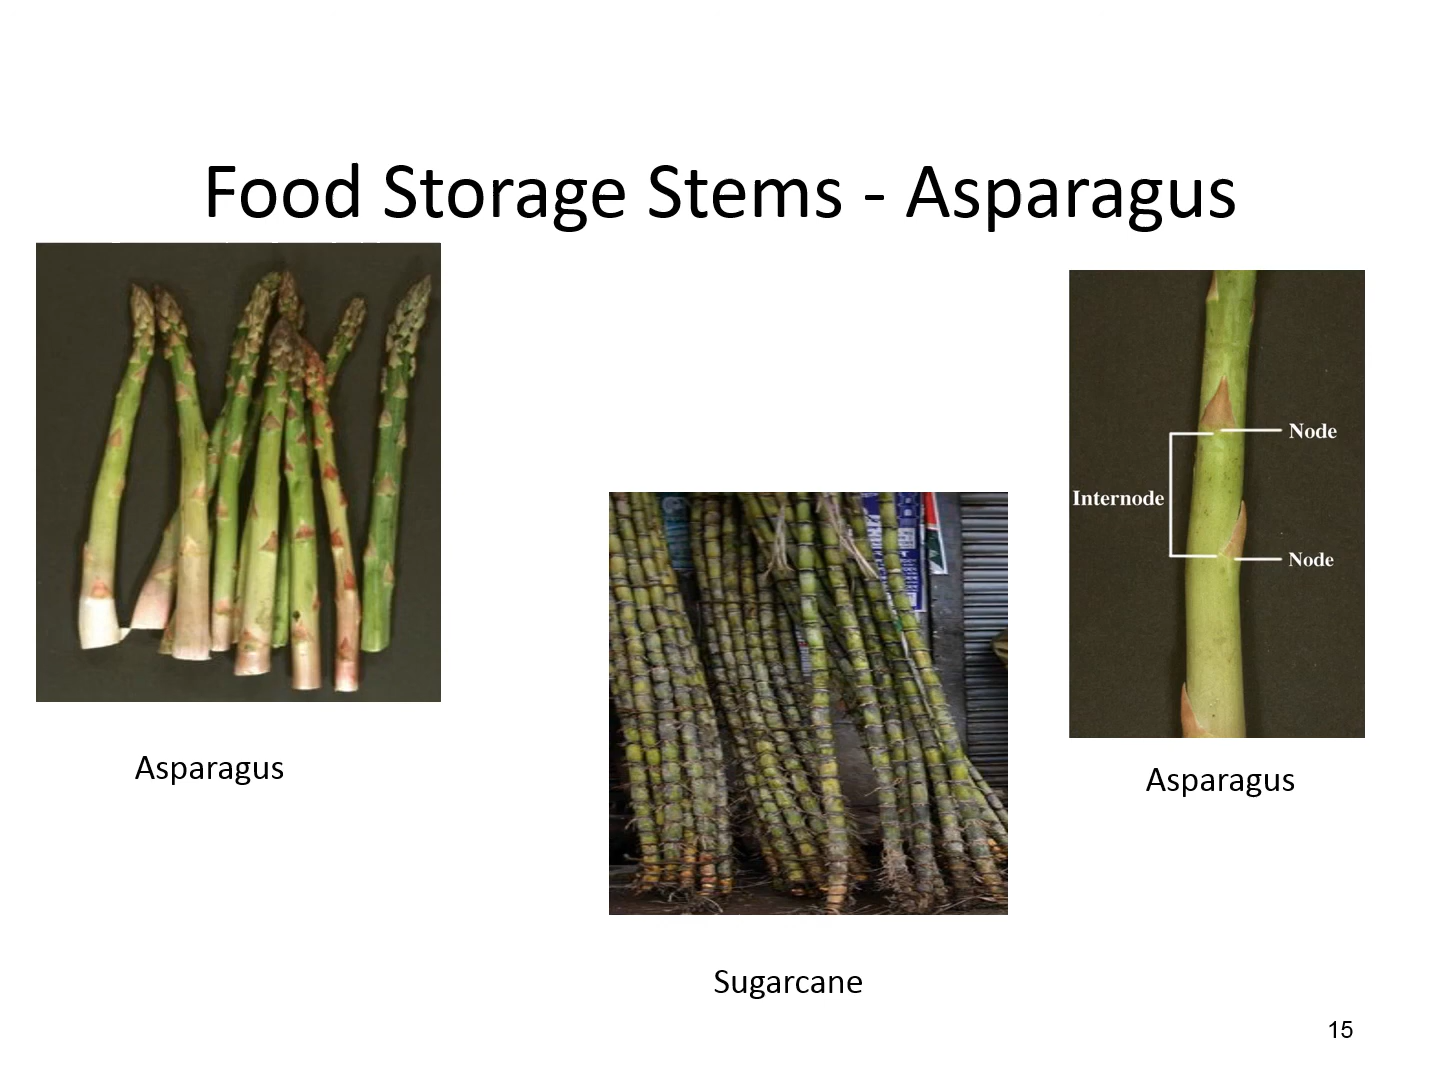 Food Storage Stems - Asparagus
Node
Internode
Node
Asparagus
Asparagus
Sugarcane
15